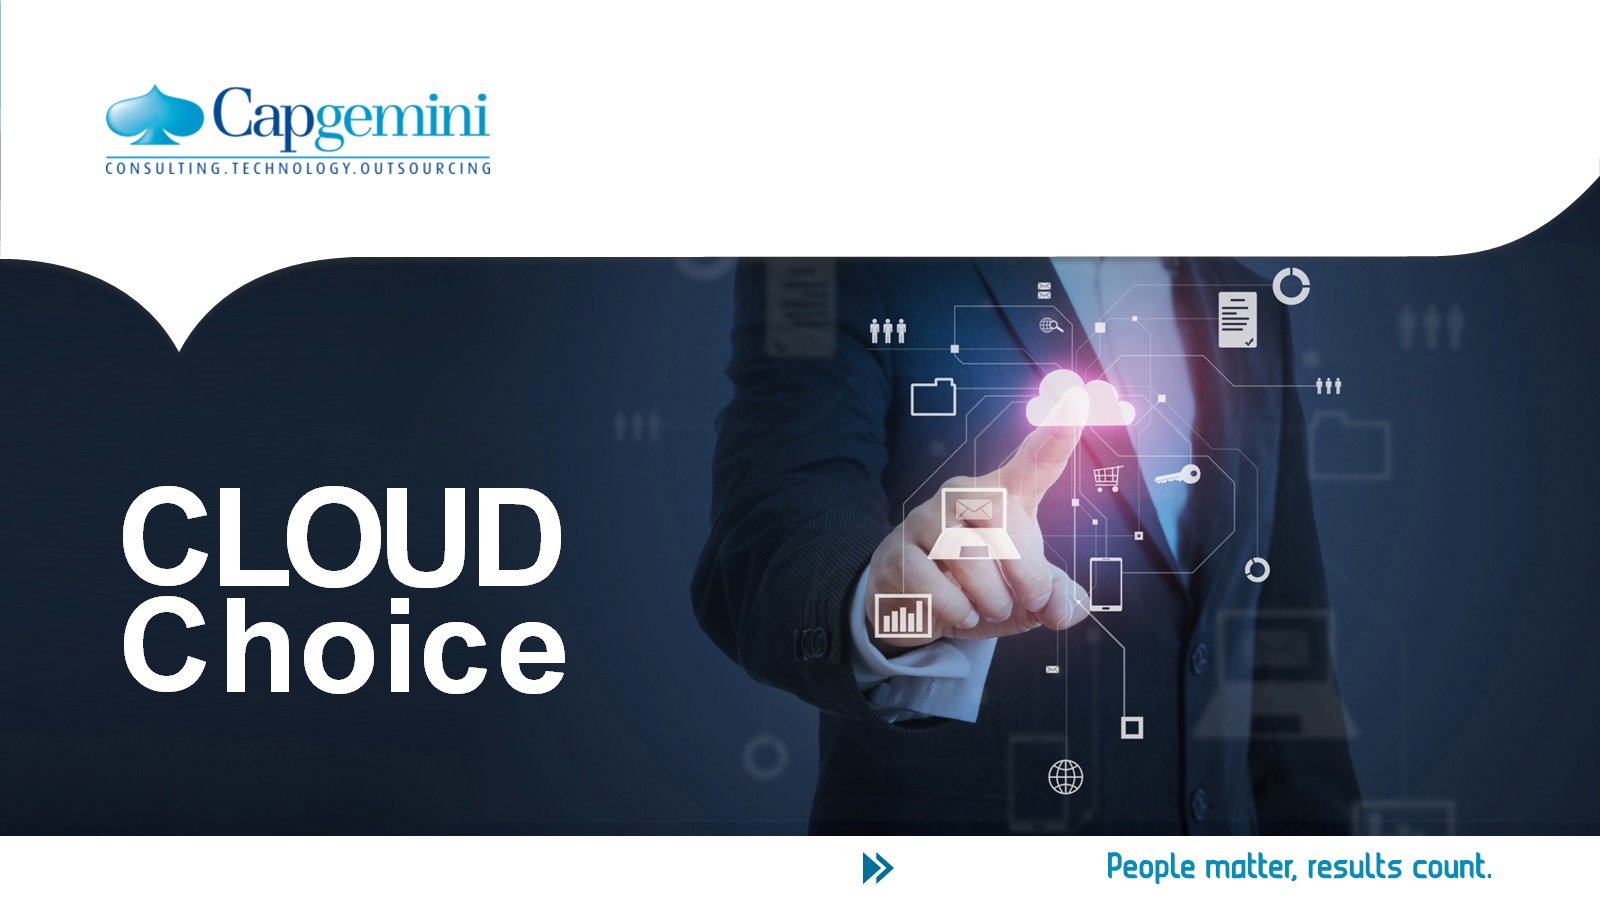 Capgemini
CONSULTING.TECHNOLOGY.OUTSOURCING
CLOUD
Choice
People matter, results count.